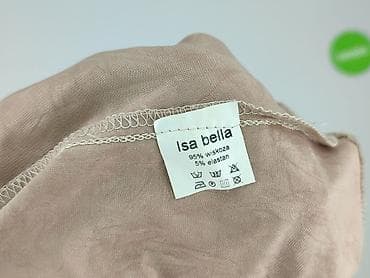 Isa bella
95% wiskoza
5% elastan